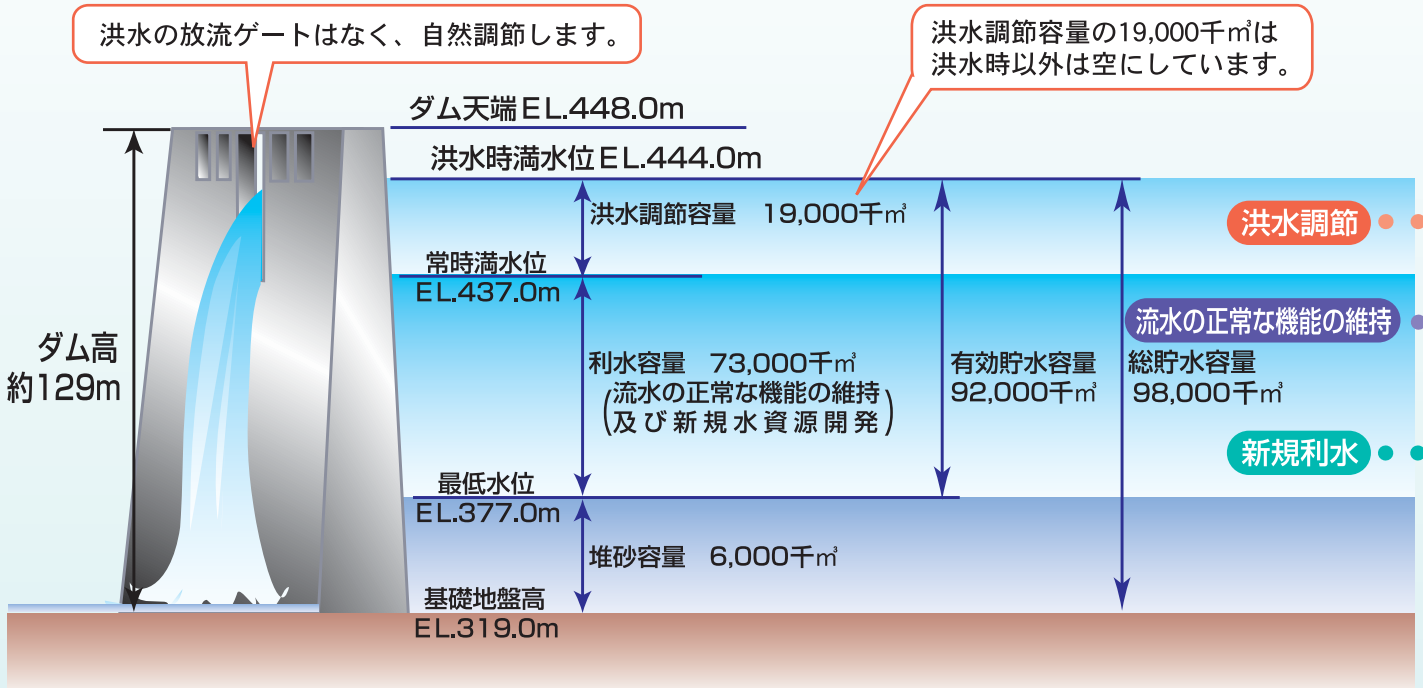 洪水の放流ゲートはなく、自然調節します。
洪水調節容量の19,000千㎥は
洪水時以外は空にしています。
ダム天端EL.448.0m
洪水時満水位EL.444.0m
洪水調節容量 19,000千㎥
洪水調節
常時満水位
EL.437.0m
流水の正常な機能の維持
ダム高
約129m
利水容量 73,000千㎥
(流水の正常な機能の維持
及び新規水資源開発)
有効貯水容量
92,000千㎥
総貯水容量
98,000千㎥
新規利水
最低水位
EL.377.0m
堆砂容量 6,000千㎥
基礎地盤高
EL.319.0m